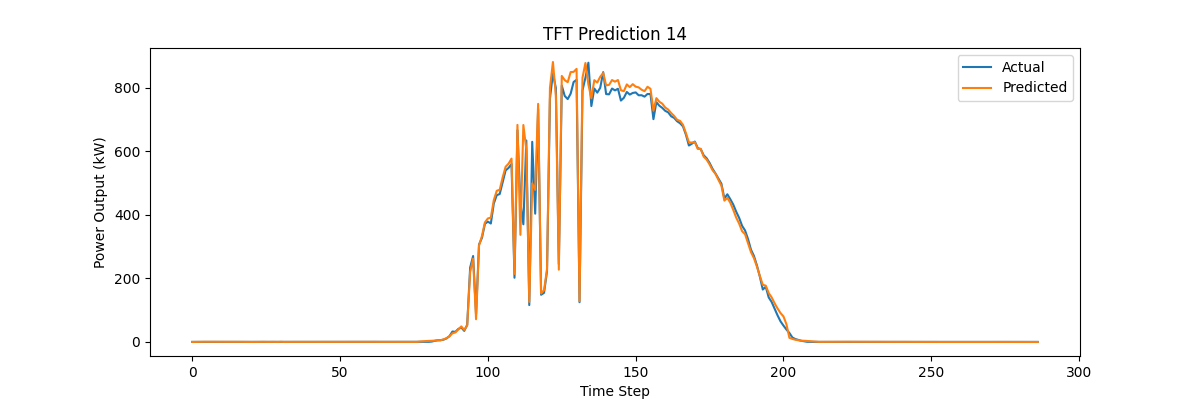 TFT Prediction 14
Actual
Predicted
Power Output (kW)
800
600
400
200
0
0 50 100 150 200 250 300
Time Step